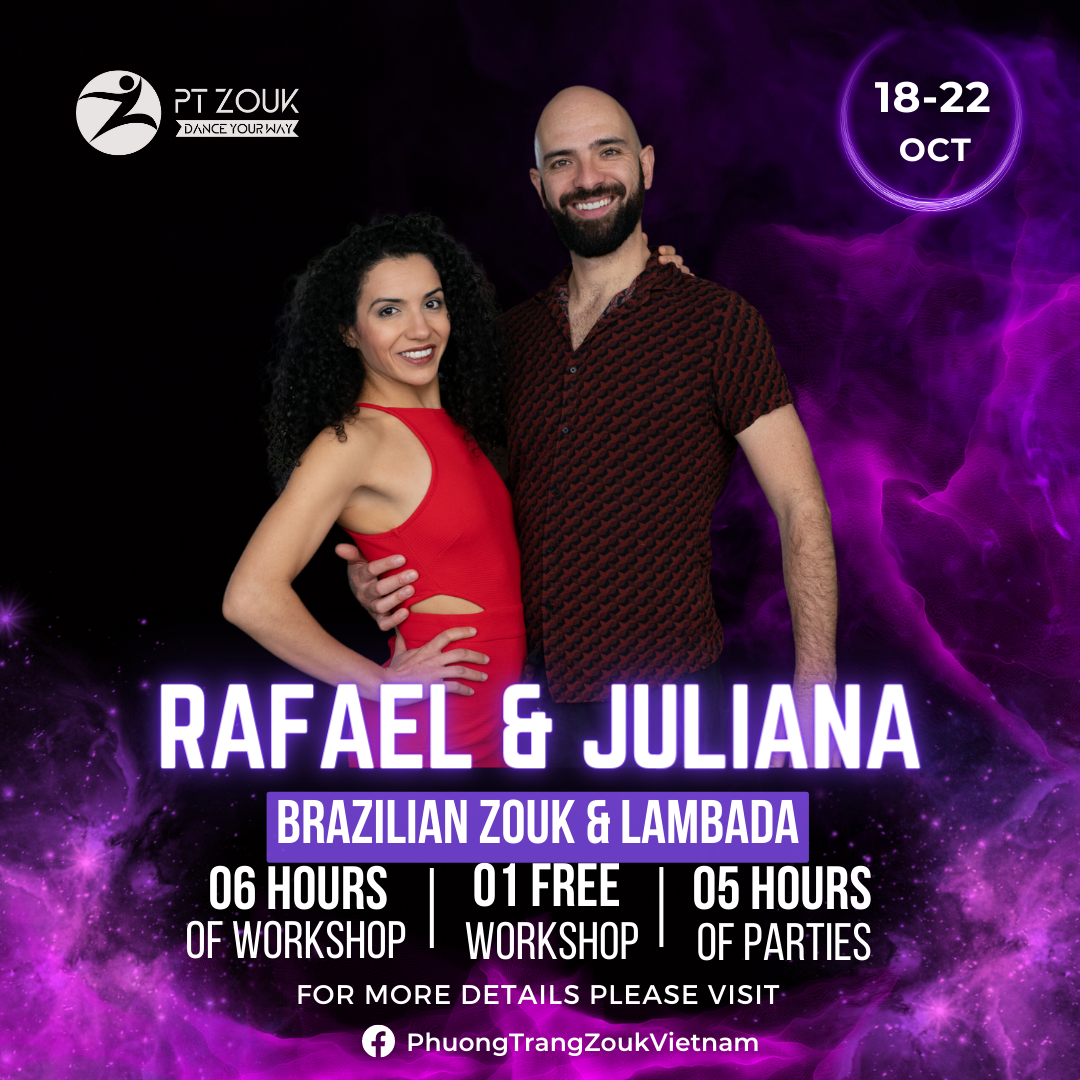 PT ZOUK
DANCE YOUR WAY
18-22
OCT
RAFAEL & JULIANA
BRAZILIAN ZOUK & LAMBADA
06 HOURS
OF WORKSHOP
01 FREE
WORKSHOP
05 HOURS
OF PARTIES
FOR MORE DETAILS PLEASE VISIT
PhuongTrangZoukVietnam